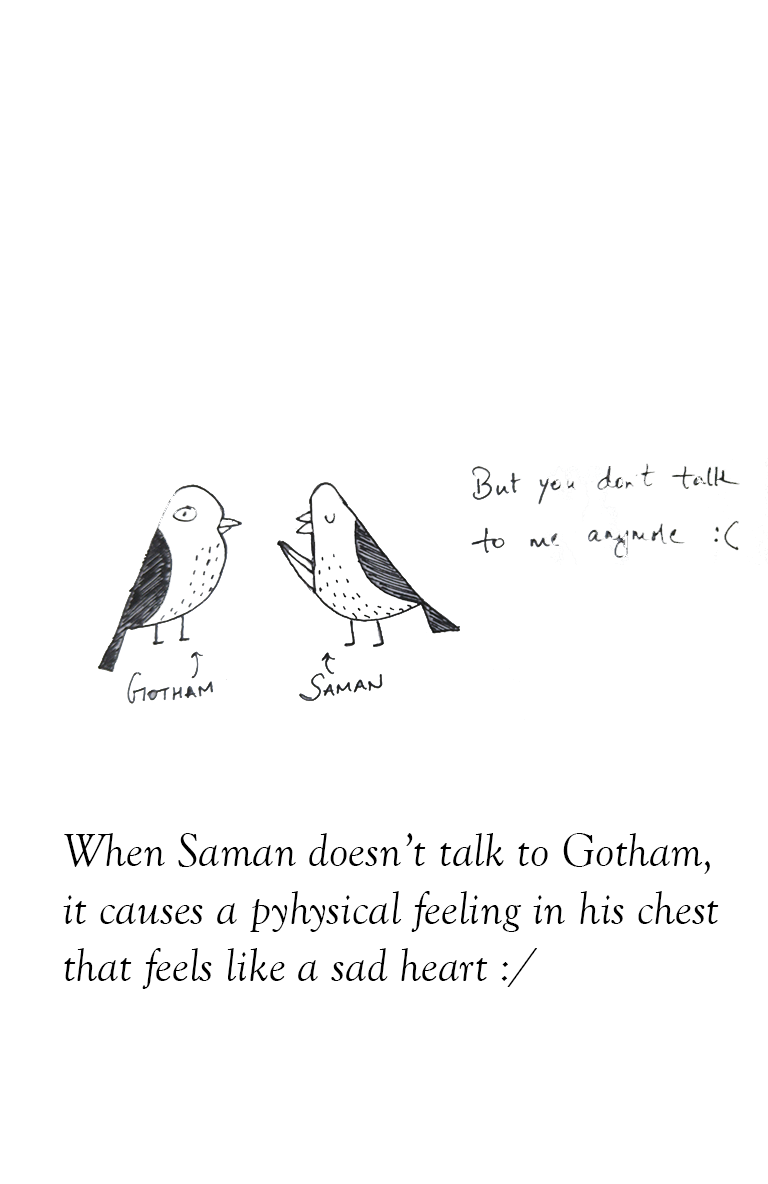 But you don't talk
to me anymore :(
GOTHAM
SAMAN
When Saman doesn’t talk to Gotham,
it causes a pyhysical feeling in his chest
that feels like a sad heart :/